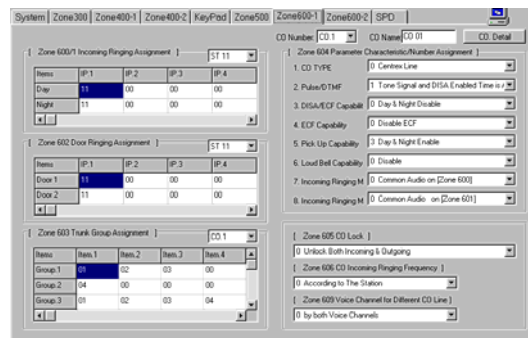 System Zone300 Zone400-1 Zone400-2 KeyPad Zone500 Zone600-1 Zone600-2 SPD
CO Number CO.1 CO Name CO 01 CO. Detail
[ Zone 600/1 Incoming Ringing Assignment ] ST 11
Items IP.1 IP.2 IP.3 IP.4
Day 11 00 00 00
Night 11 00 00 00
[ Zone 602 Door Ringing Assignment ] ST 11
Items IP.1 IP.2 IP.3 IP.4
Door 1 11 00 00 00
Door 2 11 00 00 00
[ Zone 603 Trunk Group Assignment ] CO.1
Items Item.1 Item.2 Item.3 Item.4
Group.1 01 02 03 00
Group.2 04 00 00 00
Group.3 01 02 03 04
[ Zone 604 Parameter Characteristic/Number Assignment ]
1. CO TYPE 0 Centrex Line
2. Pulse/DTMF 1 Tone Signal and DISA Enabled Time is
3. DISA/ECF Capabilit 0 Day & Night Disable
4. ECF Capability 0 Disable ECF
5. Pick Up Capability 3 Day & Night Enable
6. Loud Bell Capability 0 Disable
7. Incoming Ringing M 0 Common Audio on [Zone 600]
8. Incoming Ringing M 0 Common Audio on [Zone 601]
[ Zone 605 CO Lock ]
0 Unlock Both Incoming & Outgoing
[ Zone 606 CO Incoming Ringing Frequency ]
0 According to The Station
[ Zone 609 Voice Channel for Different CO Line ]
0 by both Voice Channels